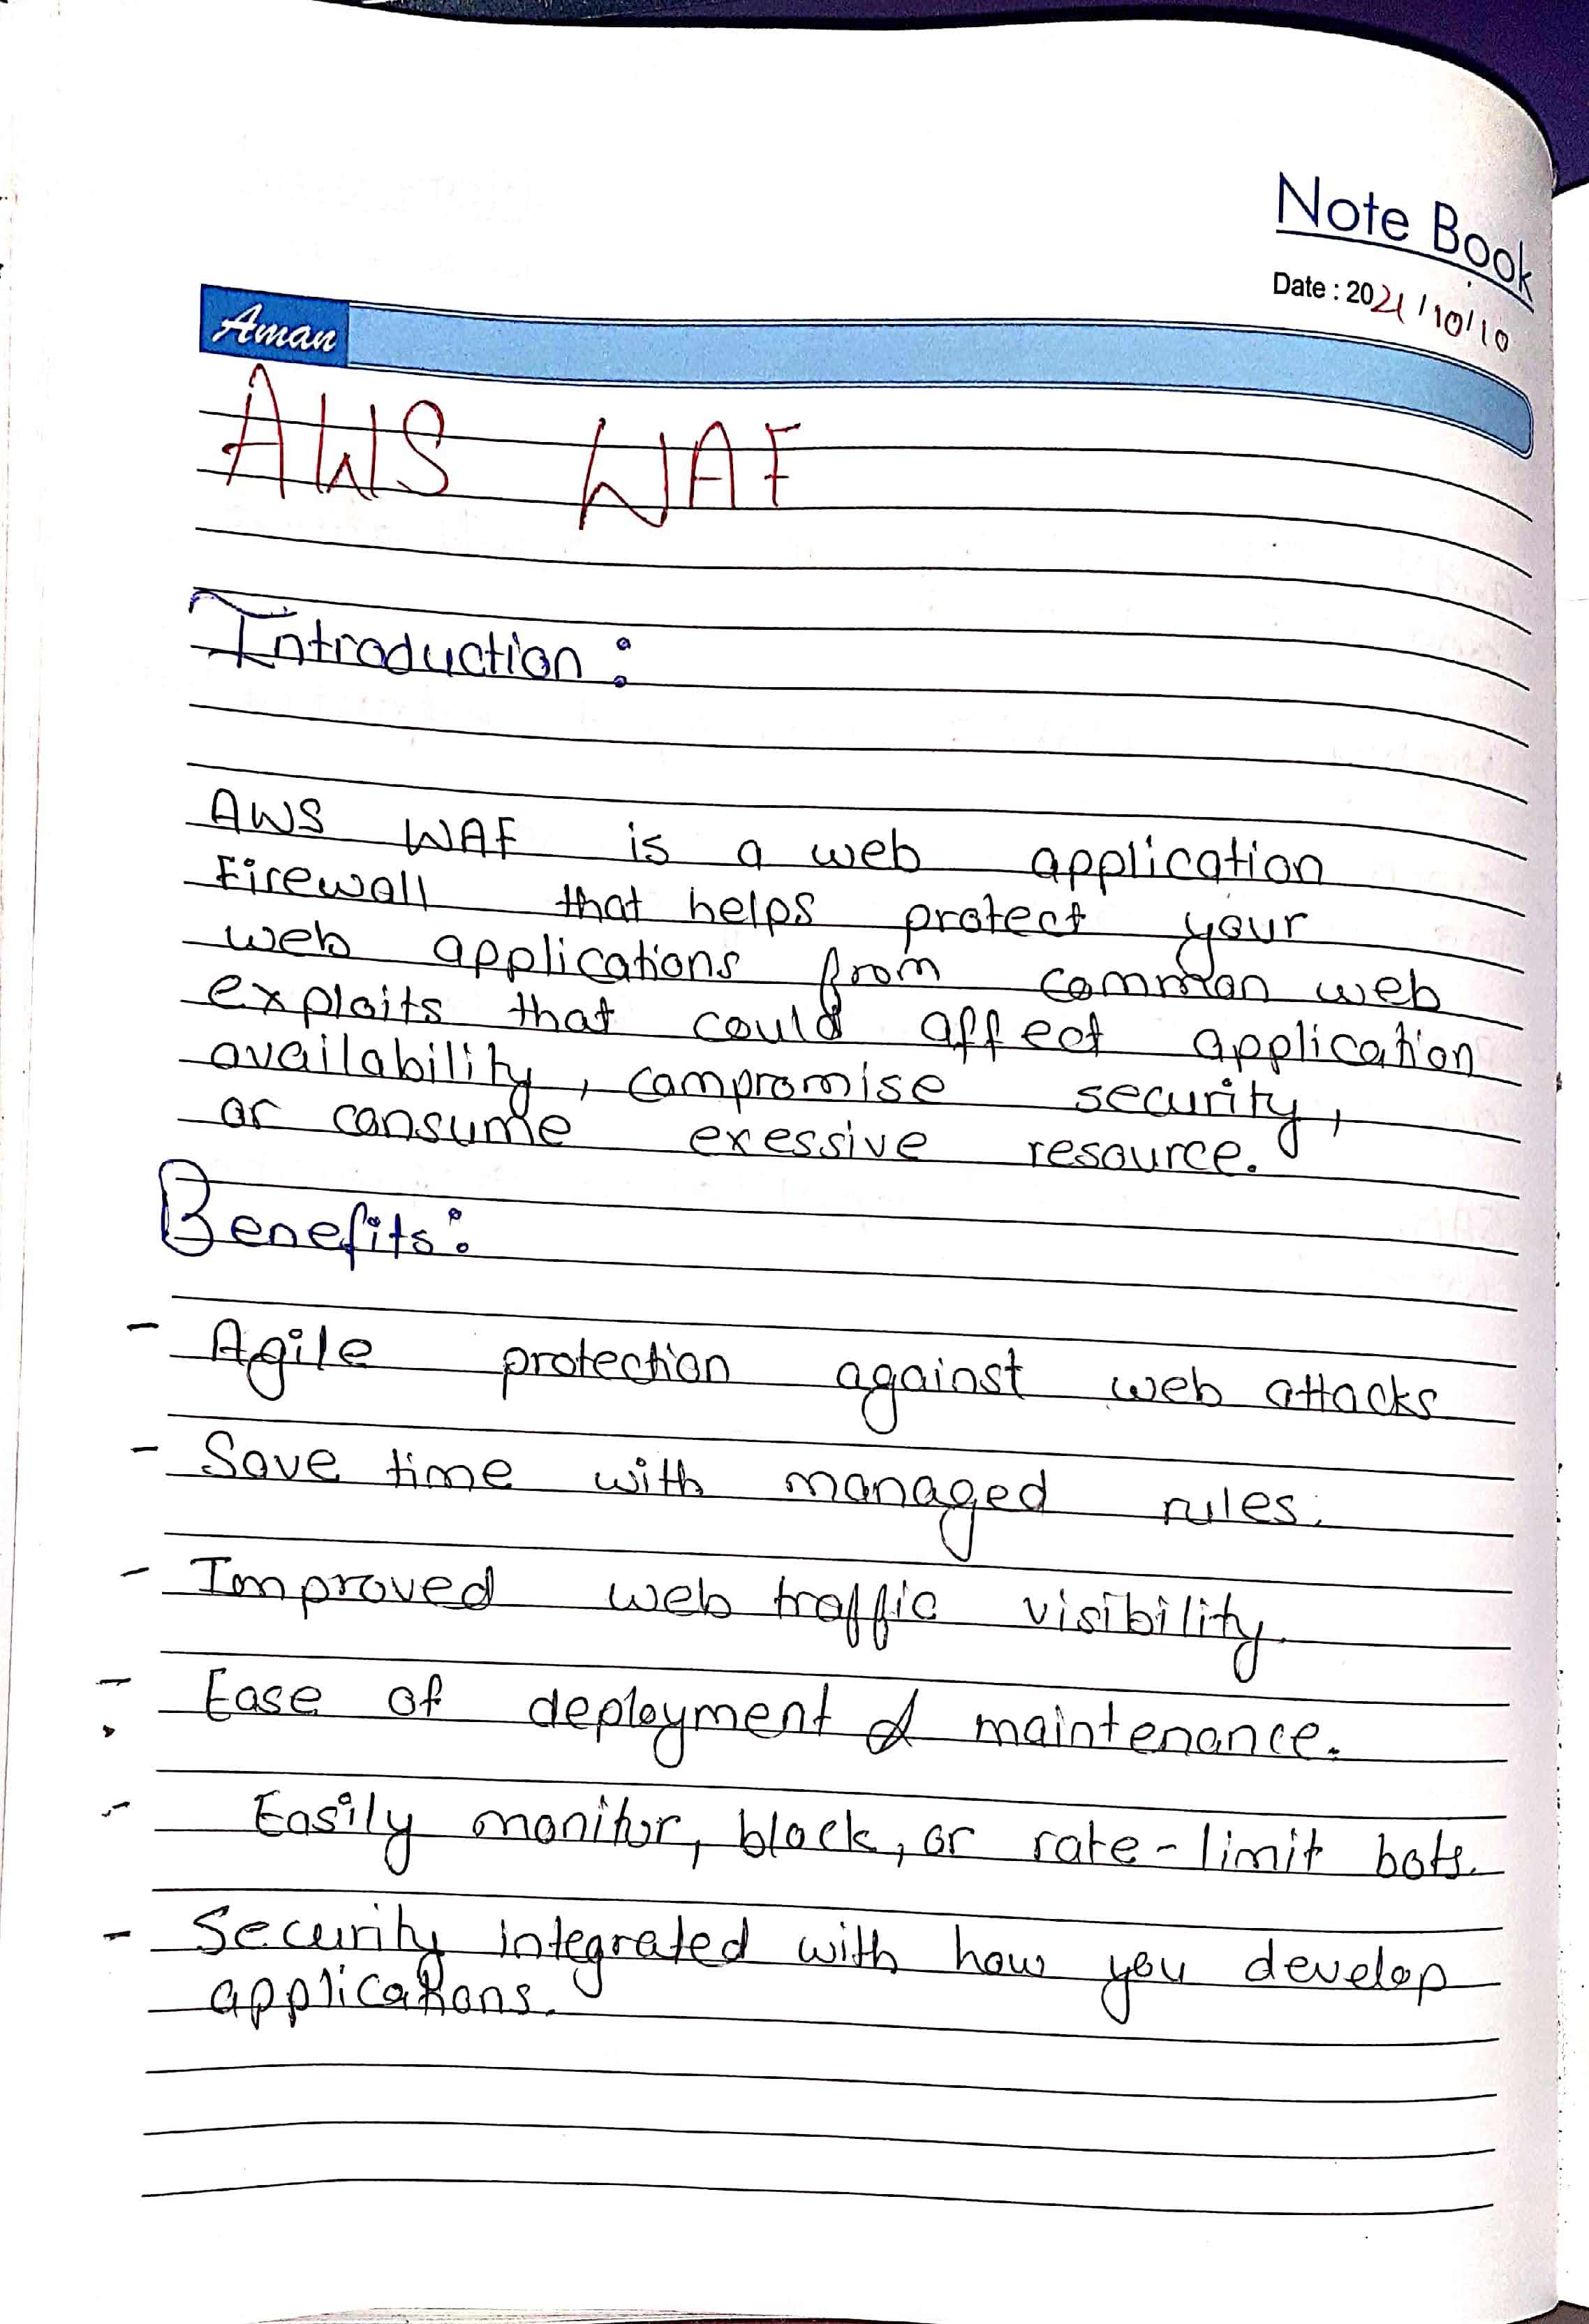 Note Book
Date : 2021/10/10
Aman
AWS WAF
Introduction:
AWS WAF is a web application
Firewall that helps protect your
web applications from common web
exploits that could affect application
availability, compromise security,
or consume exessive resource.
Benefits:
- Agile protection against web attacks
- Save time with managed rules.
- Improved web traffic visibility.
- Ease of deployment & maintenance.
- Easily monitor, block, or rate-limit bots.
- Security integrated with how you develop
applications.